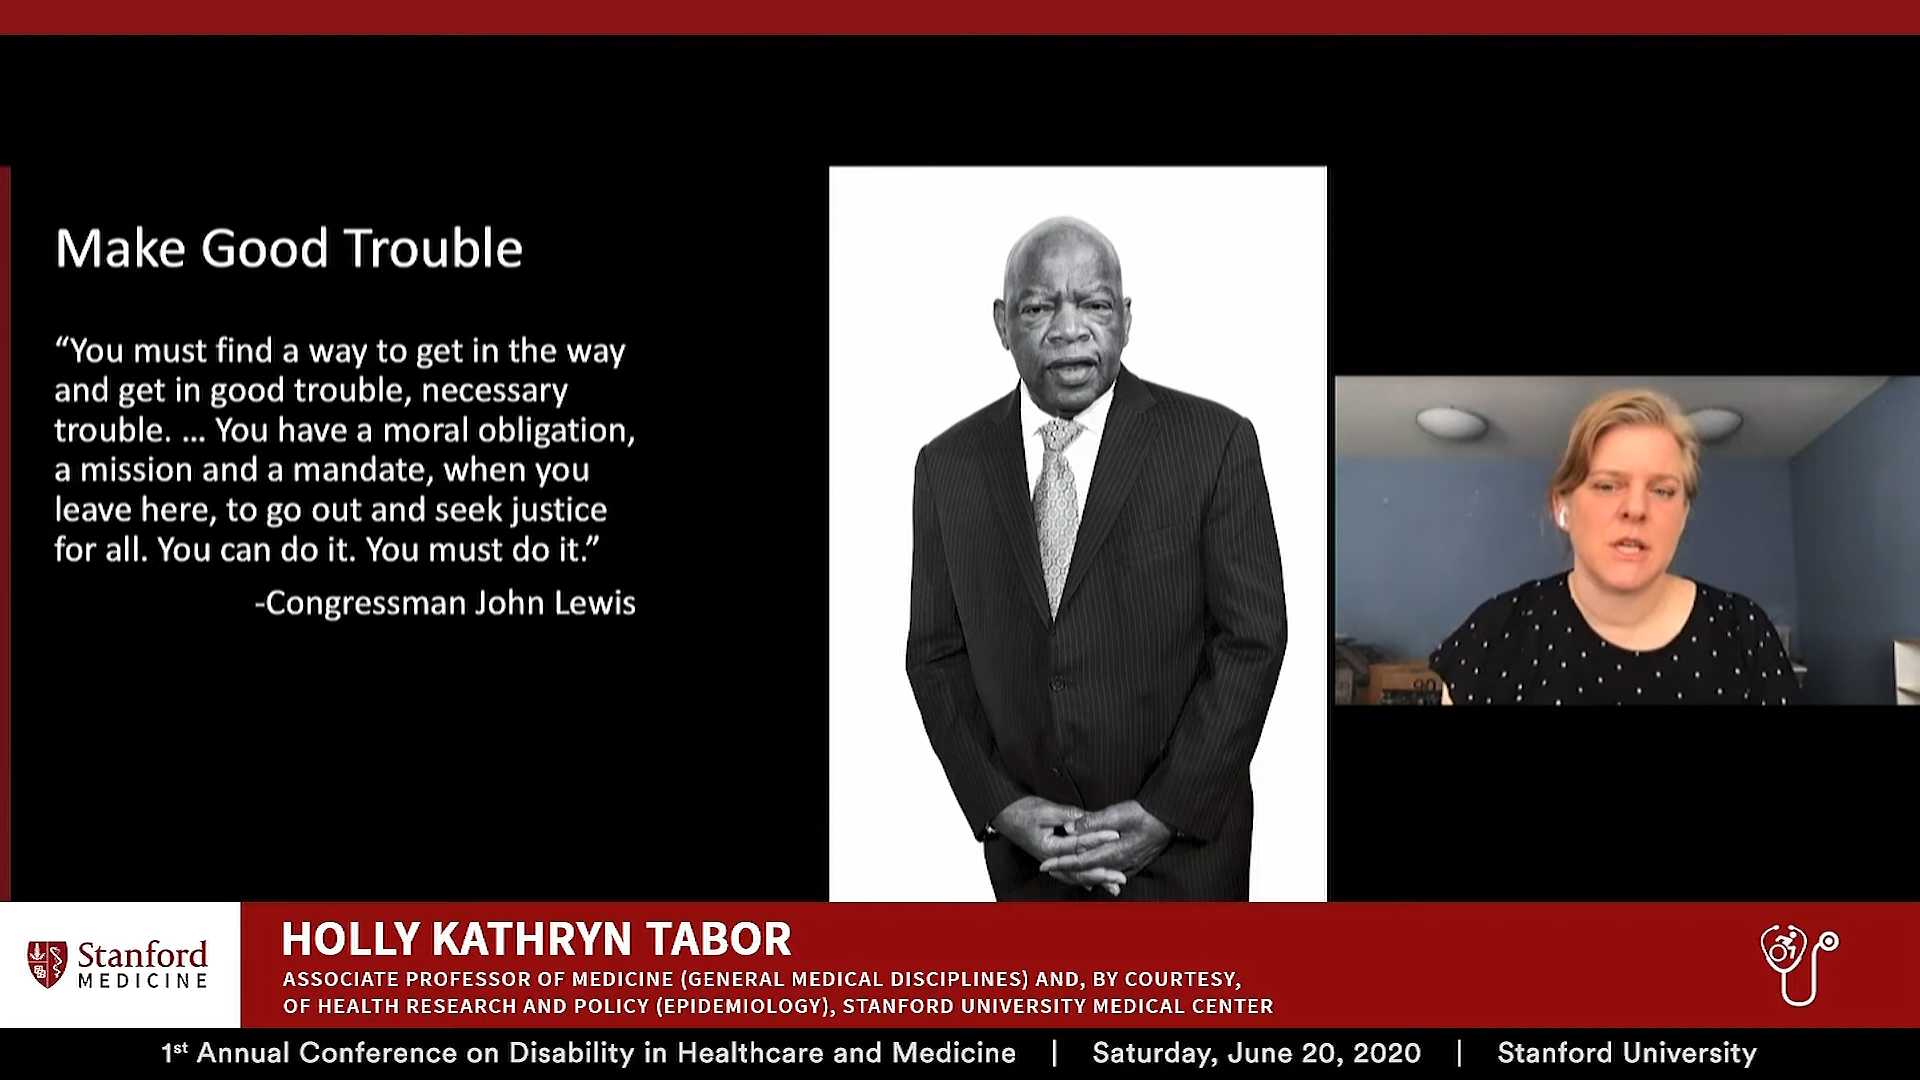 Make Good Trouble
“You must find a way to get in the way
and get in good trouble, necessary
trouble. ... You have a moral obligation,
a mission and a mandate, when you
leave here, to go out and seek justice
for all. You can do it. You must do it.”
-Congressman John Lewis
90
Stanford
MEDICINE
HOLLY KATHRYN TABOR
ASSOCIATE PROFESSOR OF MEDICINE (GENERAL MEDICAL DISCIPLINES) AND, BY COURTESY,
OF HEALTH RESEARCH AND POLICY (EPIDEMIOLOGY), STANFORD UNIVERSITY MEDICAL CENTER
1st Annual Conference on Disability in Healthcare and Medicine | Saturday, June 20, 2020 | Stanford University